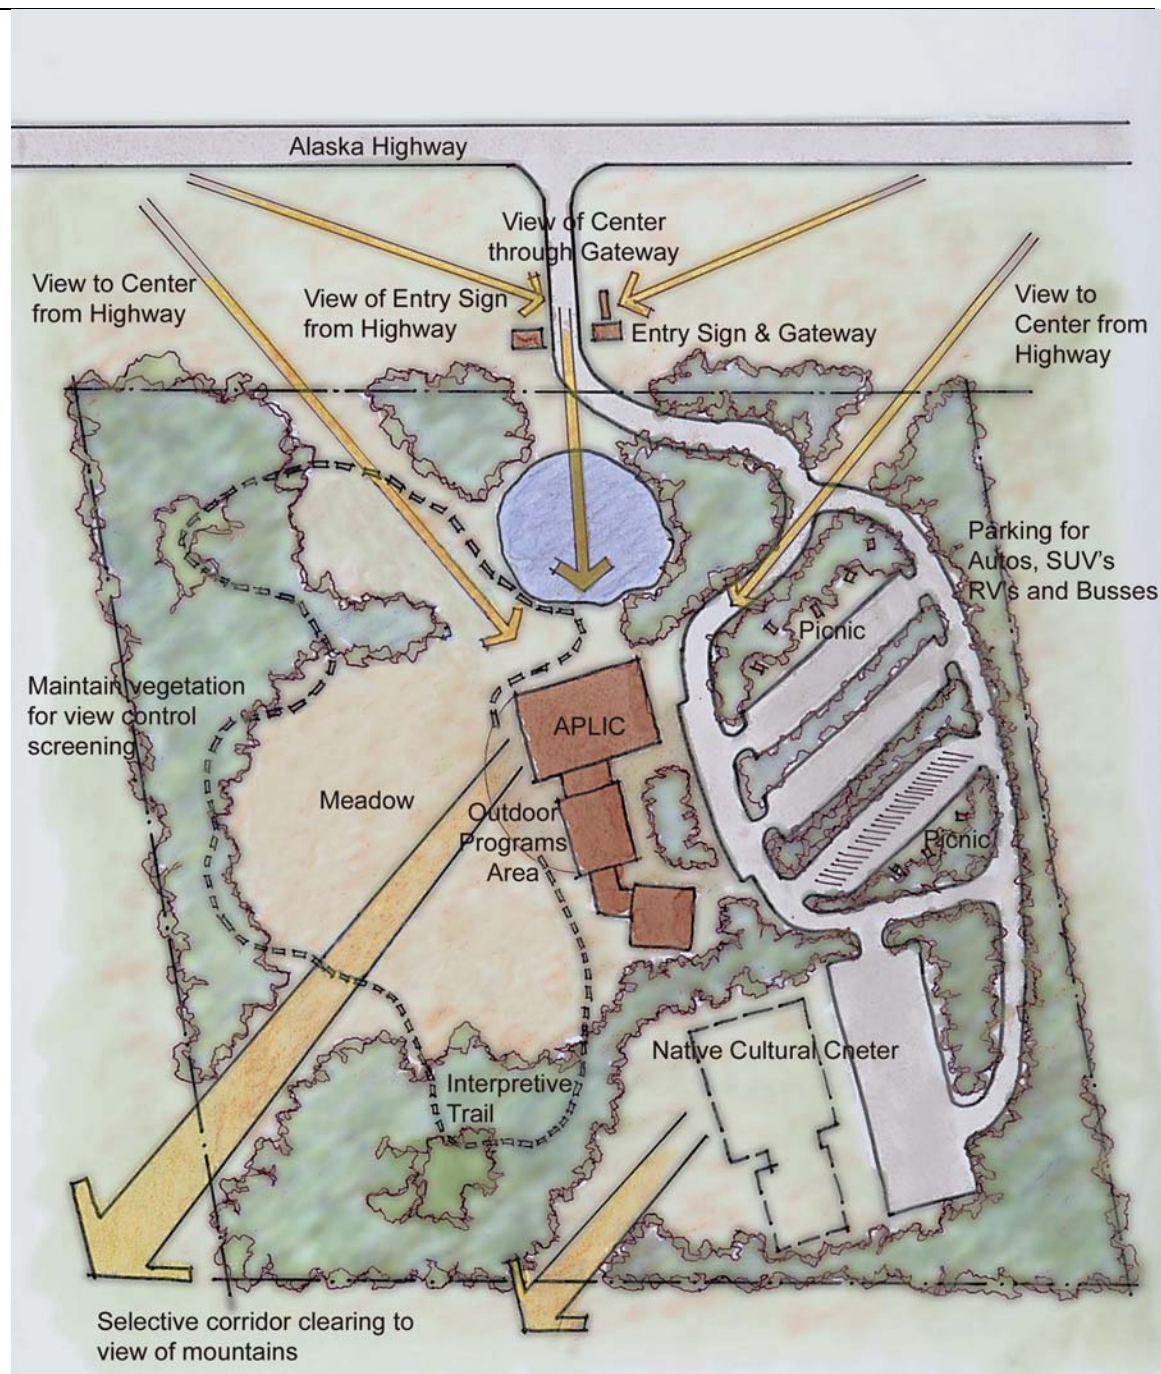 Alaska Highway
View of Center
through Gateway
View to Center
from Highway
View of Entry Sign
from Highway
Entry Sign & Gateway
View to
Center from
Highway
Parking for
Autos, SUV's
RV's and Busses
Picnic
Maintain vegetation
for view control
screening
APLIC
Meadow
Outdoor
Programs
Area
Picnic
Native Cultural Cneter
Interpretive
Trail
Selective corridor clearing to
view of mountains